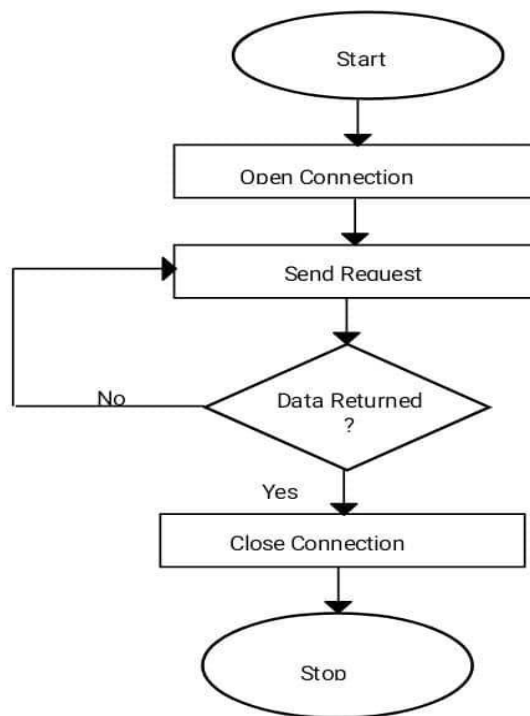 Start
Open Connection
Send Request
No
Data Returned
?
Yes
Close Connection
Stop